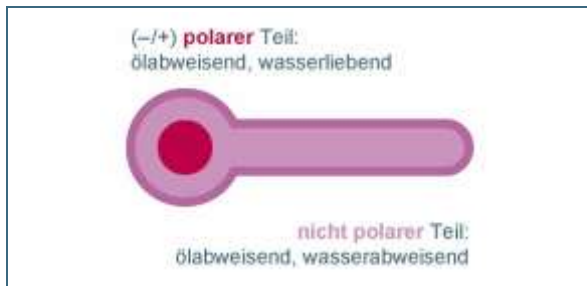 (–/+) polarer Teil:
ölabweisend, wasserliebend
nicht polarer Teil:
ölabweisend, wasserabweisend